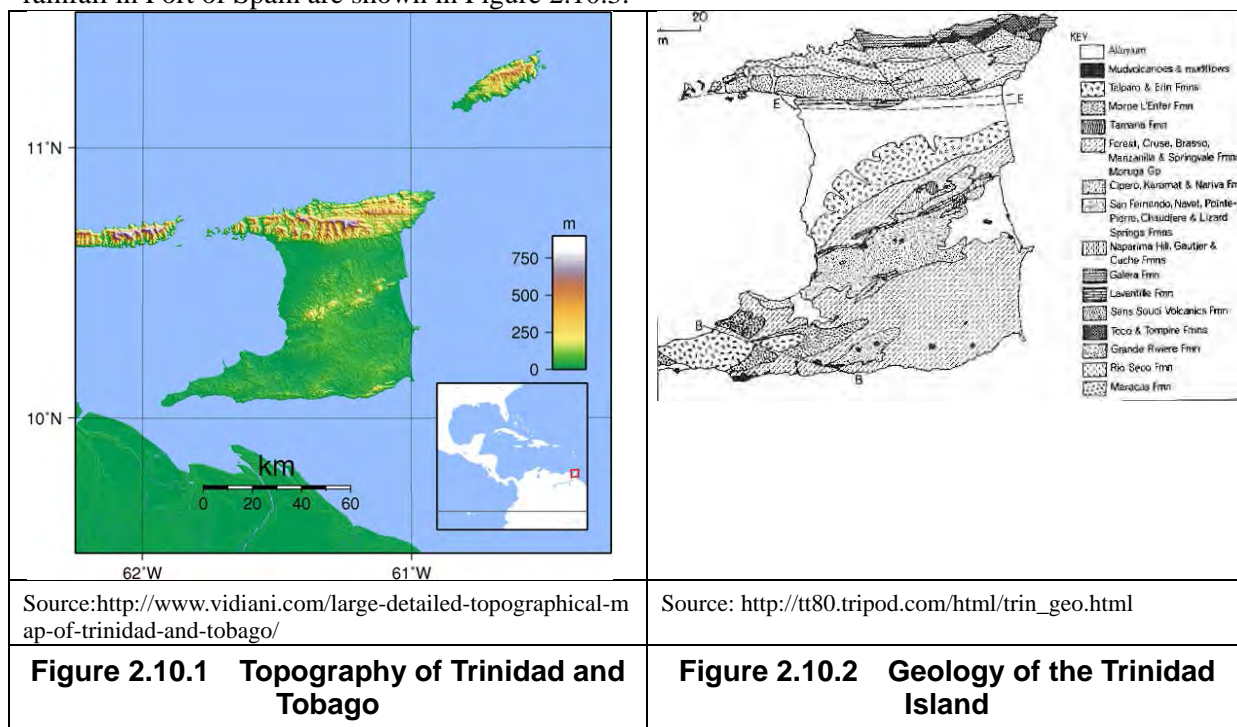 rainfall in Port of Spain are shown in Figure 2.10.3.
11°N
10°N
62°W
61°W
m
750
500
250
0
km
0 20 40 60
20
m
E
E
B
B
KEY
Alluvium
Mudvolcanoes & mudflows
Talparo & Erin Fmns
Morne L'Enfer Fmn
Tamana Fmn
Forest, Cruse, Brasso,
Manzanilla & Springvale Fmns
Moruga Gp
Cipero, Karamat & Nariva Fm
San Fernando, Navet, Pointe-
Pierre, Chaudiere & Lizard
Springs Fmns
Naparima Hill, Gautier &
Cuche Fmns
Galera Fmn
Laventille Fmn
Sans Souci Volcanics Fmn
Toco & Tompire Fmns
Grande Riviere Fmn
Rio Seco Fmn
Maracas Fmn
Source:http://www.vidiani.com/large-detailed-topographical-m
ap-of-trinidad-and-tobago/
Source: http://tt80.tripod.com/html/trin_geo.html
Figure 2.10.1 Topography of Trinidad and
Tobago
Figure 2.10.2 Geology of the Trinidad
Island